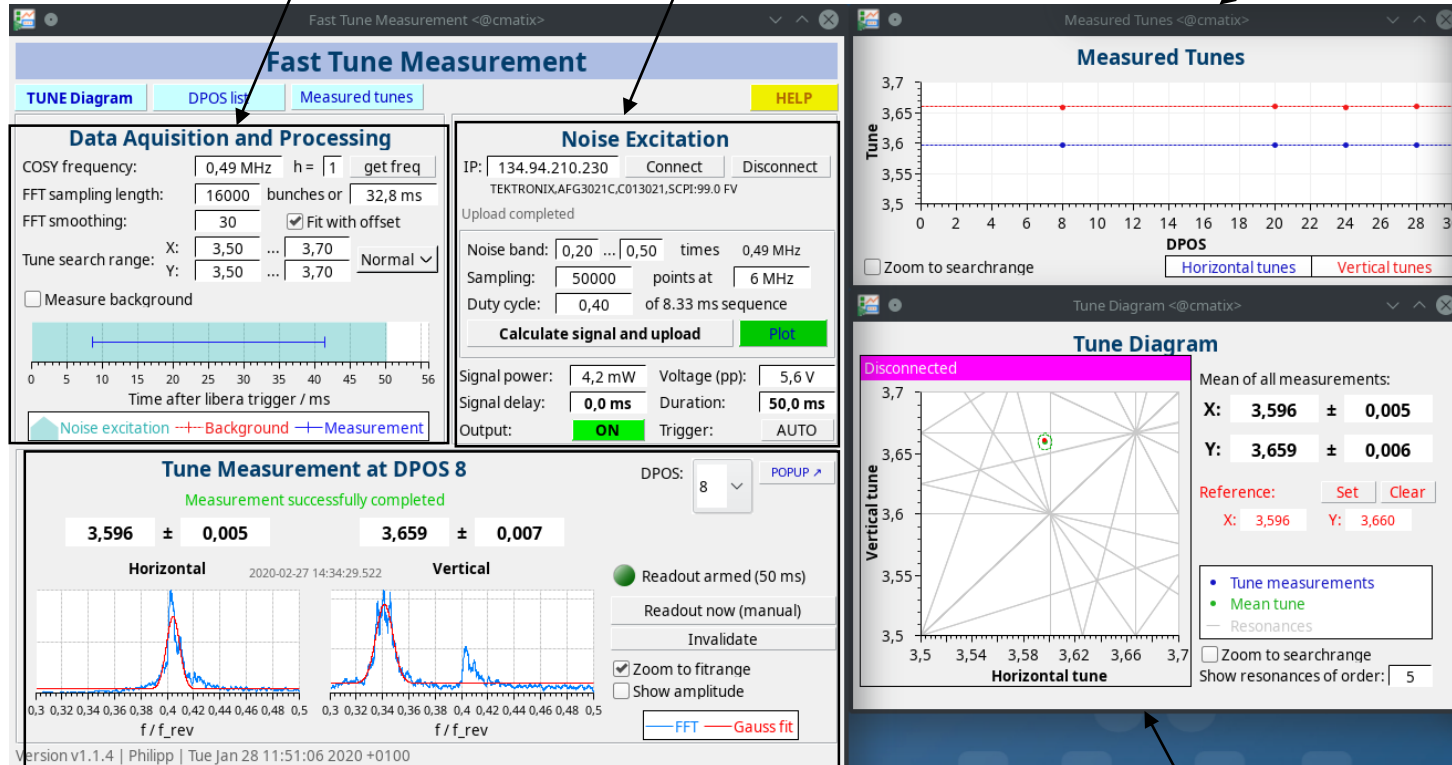 Fast Tune Measurement <@cmatix>
Fast Tune Measurement
TUNE Diagram DPOS list Measured tunes HELP
Data Aquisition and Processing
COSY frequency: 0,49 MHz h = 1 get freq
FFT sampling length: 16000 bunches or 32,8 ms
FFT smoothing: 30 Fit with offset
Tune search range: X: 3,50 ... 3,70 Normal
Y: 3,50 ... 3,70
Measure background
0 5 10 15 20 25 30 35 40 45 50 56
Time after libera trigger / ms
Noise excitation Background Measurement
Noise Excitation
IP: 134.94.210.230 Connect Disconnect
TEKTRONIX,AFG3021C,C013021,SCPI:99.0 FV
Upload completed
Noise band: 0,20 ... 0,50 times 0,49 MHz
Sampling: 50000 points at 6 MHz
Duty cycle: 0,40 of 8.33 ms sequence
Calculate signal and upload Plot
Signal power: 4,2 mW Voltage (pp): 5,6 V
Signal delay: 0,0 ms Duration: 50,0 ms
Output: ON Trigger: AUTO
Tune Measurement at DPOS 8 DPOS: 8 POPUP ↗
Measurement successfully completed
3,596 ± 0,005 3,659 ± 0,007
Horizontal 2020-02-27 14:34:29.522 Vertical
Readout armed (50 ms)
Readout now (manual)
Invalidate
Zoom to fitrange
Show amplitude
FFT Gauss fit
0,3 0,32 0,34 0,36 0,38 0,4 0,42 0,44 0,46 0,48 0,5 0,3 0,32 0,34 0,36 0,38 0,4 0,42 0,44 0,46 0,48 0,5
f / f_rev f / f_rev
Version v1.1.4 | Philipp | Tue Jan 28 11:51:06 2020 +0100
Measured Tunes <@cmatix>
Measured Tunes
3,7
3,65
3,6
3,55
3,5
Tune
0 2 4 6 8 10 12 14 16 18 20 22 24 26 28
DPOS
Zoom to searchrange Horizontal tunes Vertical tunes
Tune Diagram <@cmatix>
Tune Diagram
Disconnected
3,7
3,65
3,6
3,55
3,5
Vertical tune
3,5 3,54 3,58 3,62 3,66 3,7
Horizontal tune
Mean of all measurements:
X: 3,596 ± 0,005
Y: 3,659 ± 0,006
Reference: Set Clear
X: 3,596 Y: 3,660
Tune measurements
Mean tune
Resonances
Zoom to searchrange
Show resonances of order: 5